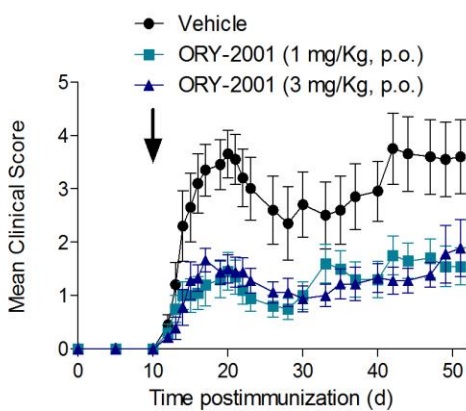 Vehicle
ORY-2001 (1 mg/Kg, p.o.)
ORY-2001 (3 mg/Kg, p.o.)
Mean Clinical Score
5
4
3
2
1
0
0 10 20 30 40 50
Time postimmunization (d)